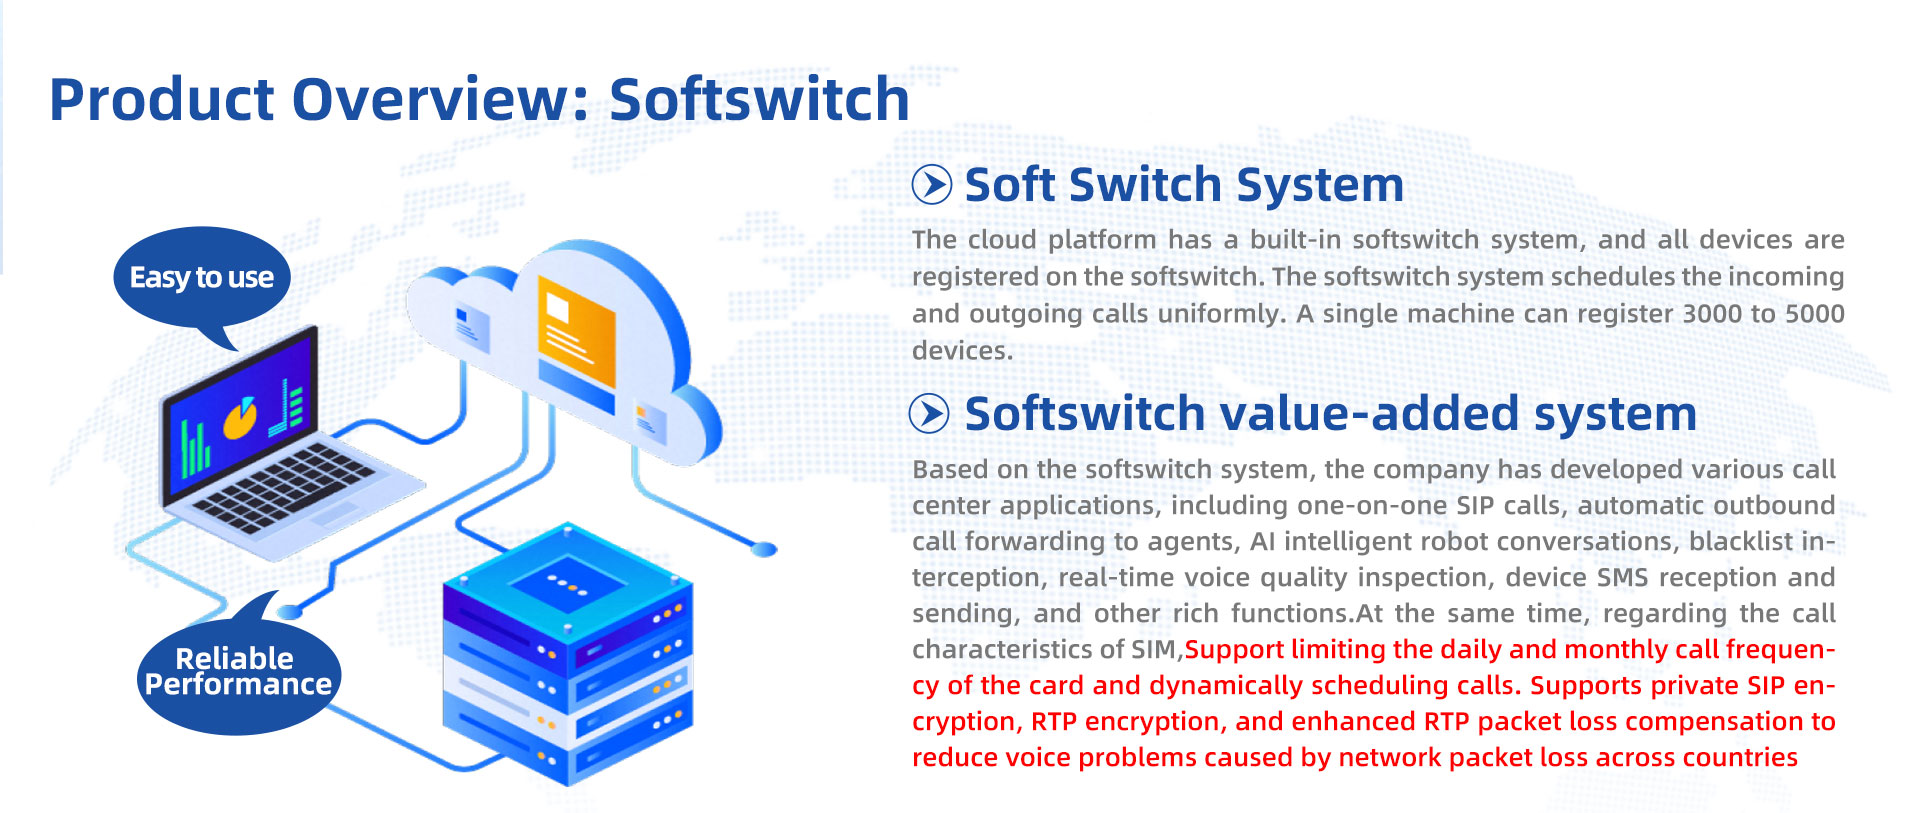 Product Overview: Softswitch
Easy to use
Reliable
Performance
Soft Switch System
The cloud platform has a built-in softswitch system, and all devices are
registered on the softswitch. The softswitch system schedules the incoming
and outgoing calls uniformly. A single machine can register 3000 to 5000
devices.
Softswitch value-added system
Based on the softswitch system, the company has developed various call
center applications, including one-on-one SIP calls, automatic outbound
call forwarding to agents, AI intelligent robot conversations, blacklist in-
terception, real-time voice quality inspection, device SMS reception and
sending, and other rich functions.At the same time, regarding the call
characteristics of SIM,Support limiting the daily and monthly call frequen-
cy of the card and dynamically scheduling calls. Supports private SIP en-
cryption, RTP encryption, and enhanced RTP packet loss compensation to
reduce voice problems caused by network packet loss across countries